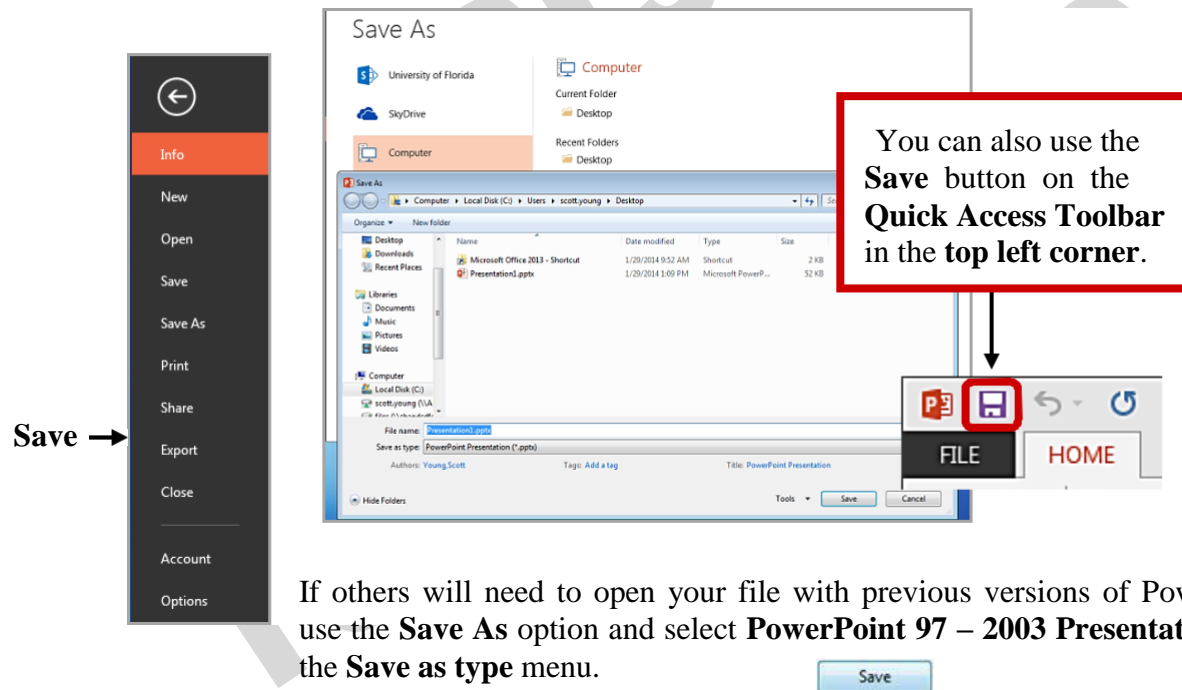 Save As
University of Florida
SkyDrive
Computer
Computer
Current Folder
Desktop
Recent Folders
Desktop
Info
New
Open
Save
Save As
Print
Share
Export
Close
Account
Options
Save
You can also use the
Save button on the
Quick Access Toolbar
in the top left corner.
Save As
Computer Local Disk (C:) Users scott.young Desktop
Organize New folder
Desktop
Downloads
Recent Places
Libraries
Documents
Music
Pictures
Videos
Computer
Local Disk (C:)
scott.young (\\A
Name Date modified Type Size
Microsoft Office 2013 - Shortcut 1/29/2014 9:52 AM Shortcut 2 KB
Presentation1.pptx 1/29/2014 1:09 PM Microsoft PowerP... 52 KB
File name: Presentation1.pptx
Save as type: PowerPoint Presentation (*.pptx)
Authors: Young,Scott Tags: Add a tag Title: PowerPoint Presentation
Hide Folders Tools Save Cancel
FILE HOME
If others will need to open your file with previous versions of Pow
use the Save As option and select PowerPoint 97 – 2003 Presentat
the Save as type menu.
Save